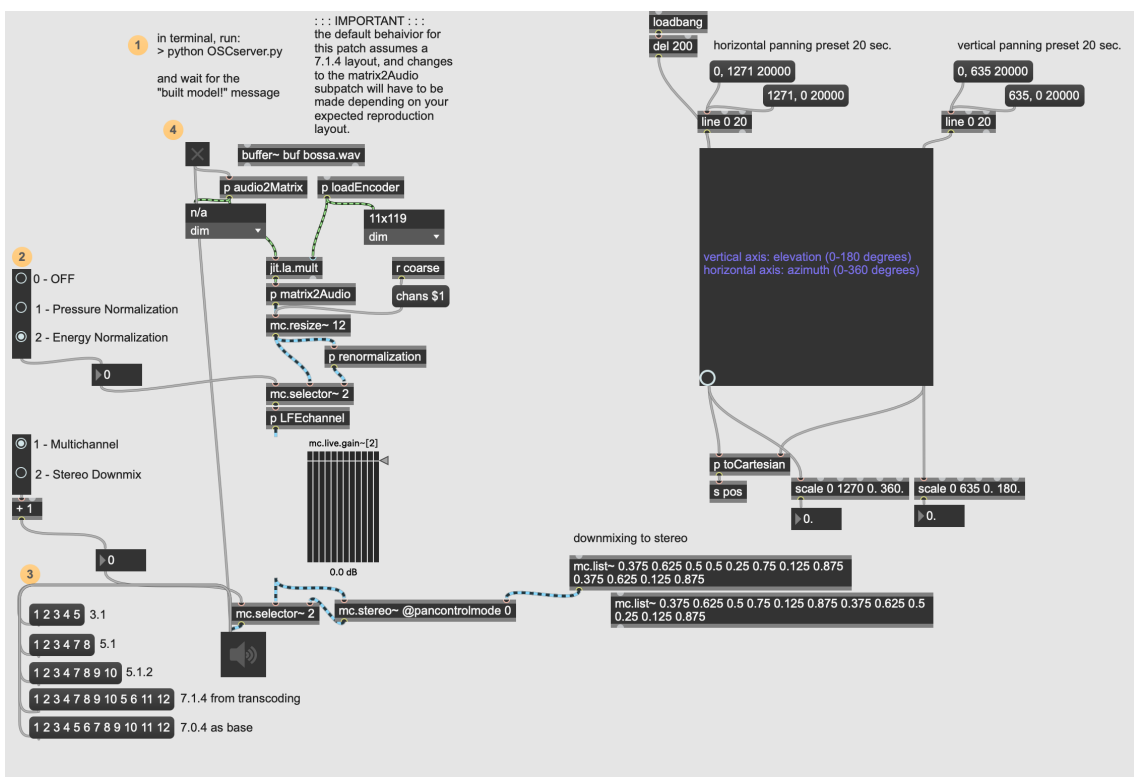 1
in terminal, run:
> python OSCserver.py
and wait for the
"built model!" message
: : : IMPORTANT : : :
the default behaivior for
this patch assumes a
7.1.4 layout, and changes
to the matrix2Audio
subpatch will have to be
made depending on your
expected reproduction
layout.
4
buffer~ buf bossa.wav
p audio2Matrix
p loadEncoder
n/a
dim
11x119
dim
jit.la.mult
r coarse
p matrix2Audio
chans $1
mc.resize~ 12
p renormalization
mc.selector~ 2
p LFEchannel
2
0 - OFF
1 - Pressure Normalization
2 - Energy Normalization
0
1 - Multichannel
2 - Stereo Downmix
+ 1
0
mc.live.gain~[2]
0.0 dB
3
1 2 3 4 5
3.1
1 2 3 4 7 8
5.1
1 2 3 4 7 8 9 10
5.1.2
1 2 3 4 7 8 9 10 5 6 11 12
7.1.4 from transcoding
1 2 3 4 5 6 7 8 9 10 11 12
7.0.4 as base
mc.selector~ 2
mc.stereo~ @pancontrolmode 0
downmixing to stereo
mc.list~ 0.375 0.625 0.5 0.5 0.25 0.75 0.125 0.875
0.375 0.625 0.125 0.875
mc.list~ 0.375 0.625 0.5 0.75 0.125 0.875 0.375 0.625 0.5
0.25 0.125 0.875
loadbang
del 200
horizontal panning preset 20 sec.
0, 1271 20000
1271, 0 20000
line 0 20
vertical panning preset 20 sec.
0, 635 20000
635, 0 20000
line 0 20
vertical axis: elevation (0-180 degrees)
horizontal axis: azimuth (0-360 degrees)
p toCartesian
s pos
scale 0 1270 0. 360.
0.
scale 0 635 0. 180.
0.